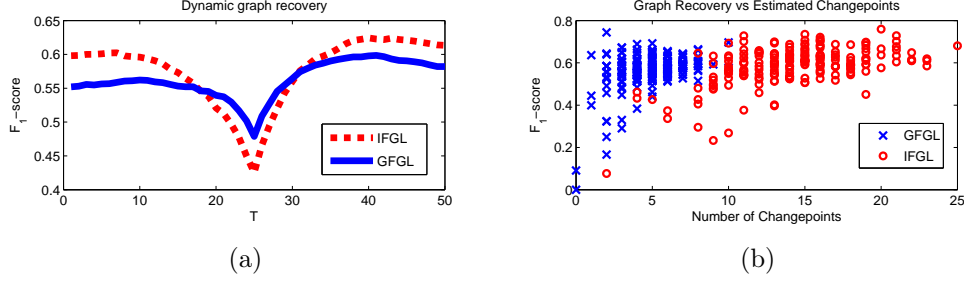 Dynamic graph recovery
0.65
0.6
0.55
0.5
0.45
0.4
F1−score
0 10 20 30 40 50
T
IFGL
GFGL
(a)
Graph Recovery vs Estimated Changepoints
0.8
0.6
0.4
0.2
0
F1−score
0 5 10 15 20 25
Number of Changepoints
GFGL
IFGL
(b)